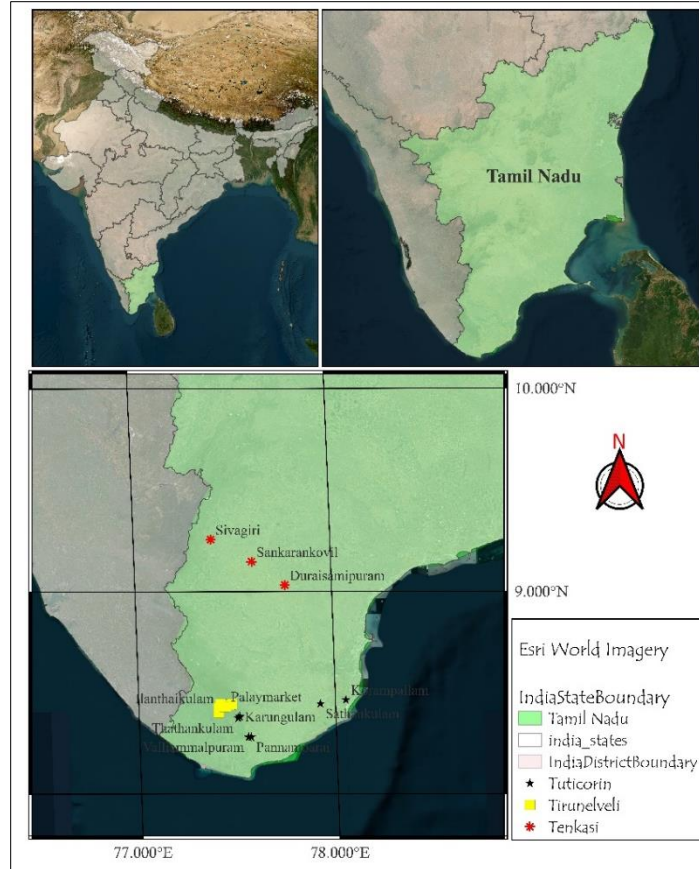 Tamil Nadu
10.000°N
N
Sivagiri
Sankarankovil
Duraisamipuram
9.000°N
Palaymarket
Karungulam
Thathankulam
Pannamparai
77.000°E
78.000°E
Esri World Imagery
IndiaStateBoundary
Tamil Nadu
india_states
IndiaDistrictBoundary
Tuticorin
Tirunelveli
Tenkasi